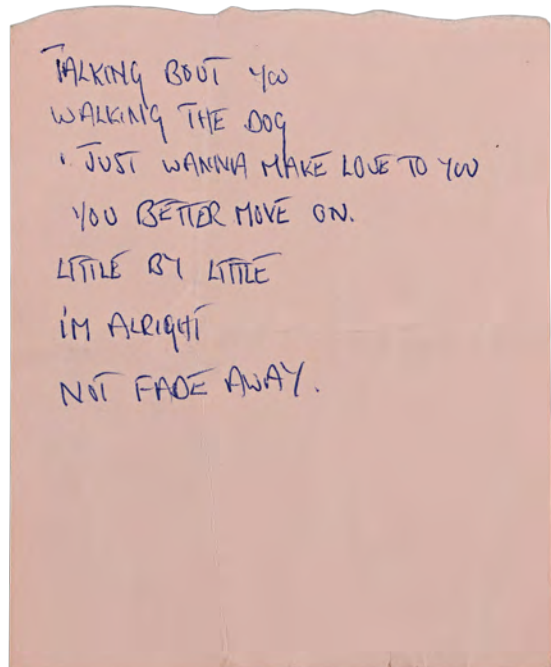 TALKING BOUT YOU
WALKING THE DOG
I JUST WANNA MAKE LOVE TO YOU
YOU BETTER MOVE ON.
LITTLE BY LITTLE
I'M ALRIGHT
NOT FADE AWAY.